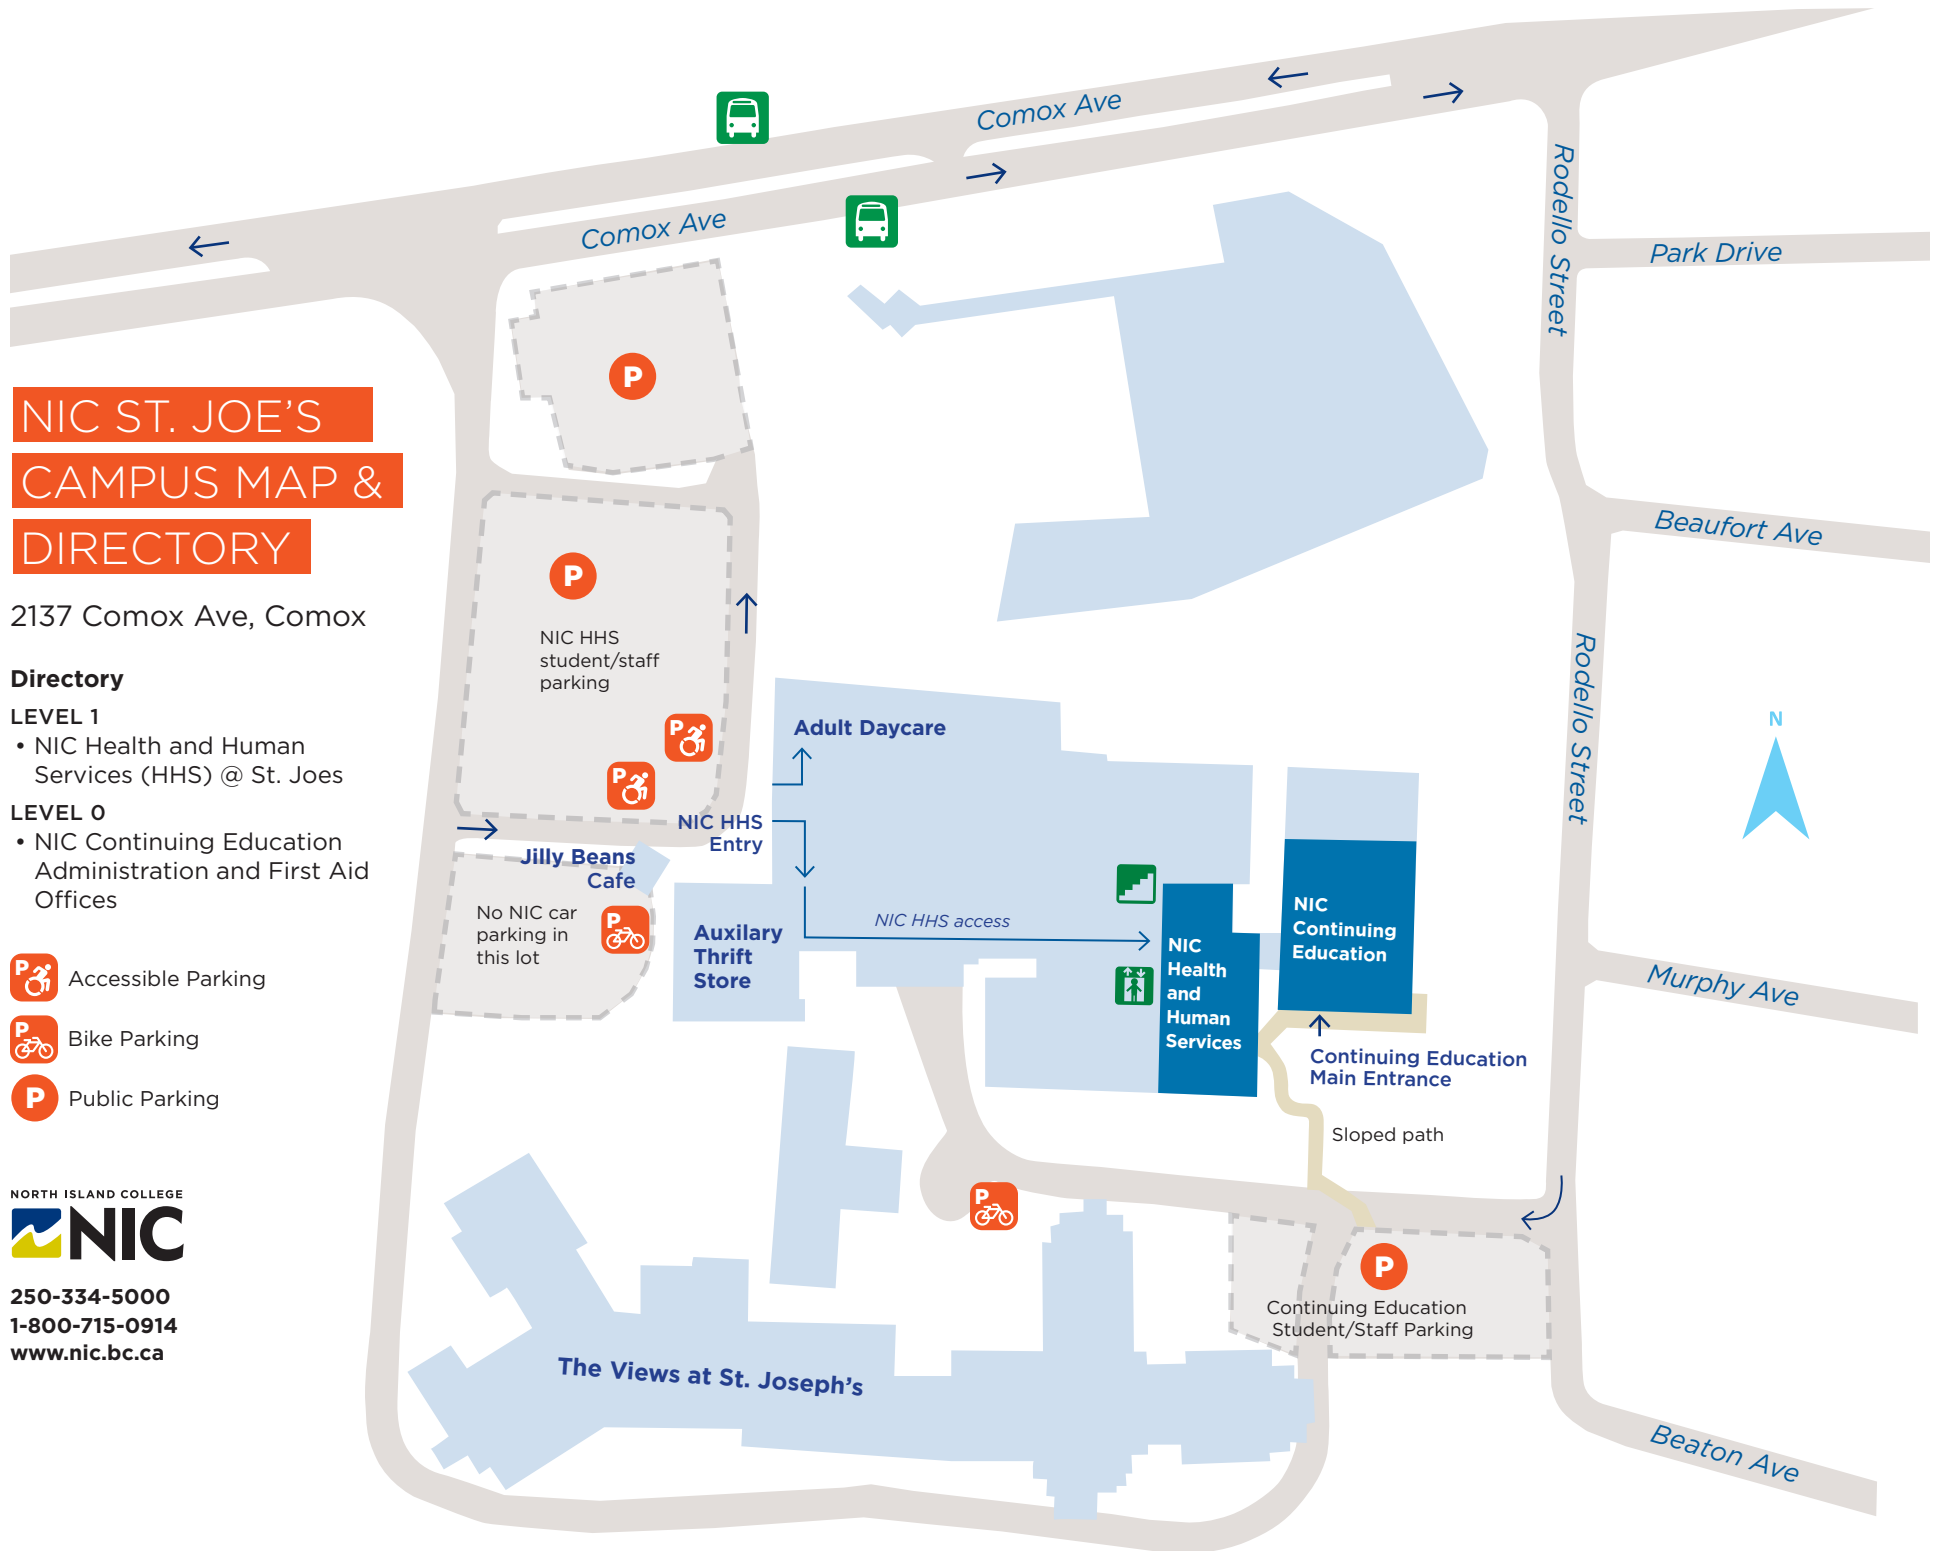 NIC ST. JOE’S
CAMPUS MAP &
DIRECTORY
2137 Comox Ave, Comox
Directory
LEVEL 1
• NIC Health and Human
Services (HHS) @ St. Joes
LEVEL 0
• NIC Continuing Education
Administration and First Aid
Offices
P Accessible Parking
P Bike Parking
P Public Parking
NORTH ISLAND COLLEGE
NIC
250-334-5000
1-800-715-0914
www.nic.bc.ca
Comox Ave
Comox Ave
Rodello Street
Park Drive
Beaufort Ave
Rodello Street
Murphy Ave
Beaton Ave
N
P
P
NIC HHS
student/staff
parking
P
P
Adult Daycare
NIC HHS
Entry
Jilly Beans
Cafe
No NIC car
parking in
this lot
P
Auxilary
Thrift
Store
NIC HHS access
NIC
Health
and
Human
Services
NIC
Continuing
Education
Continuing Education
Main Entrance
Sloped path
P
P
Continuing Education
Student/Staff Parking
The Views at St. Joseph’s